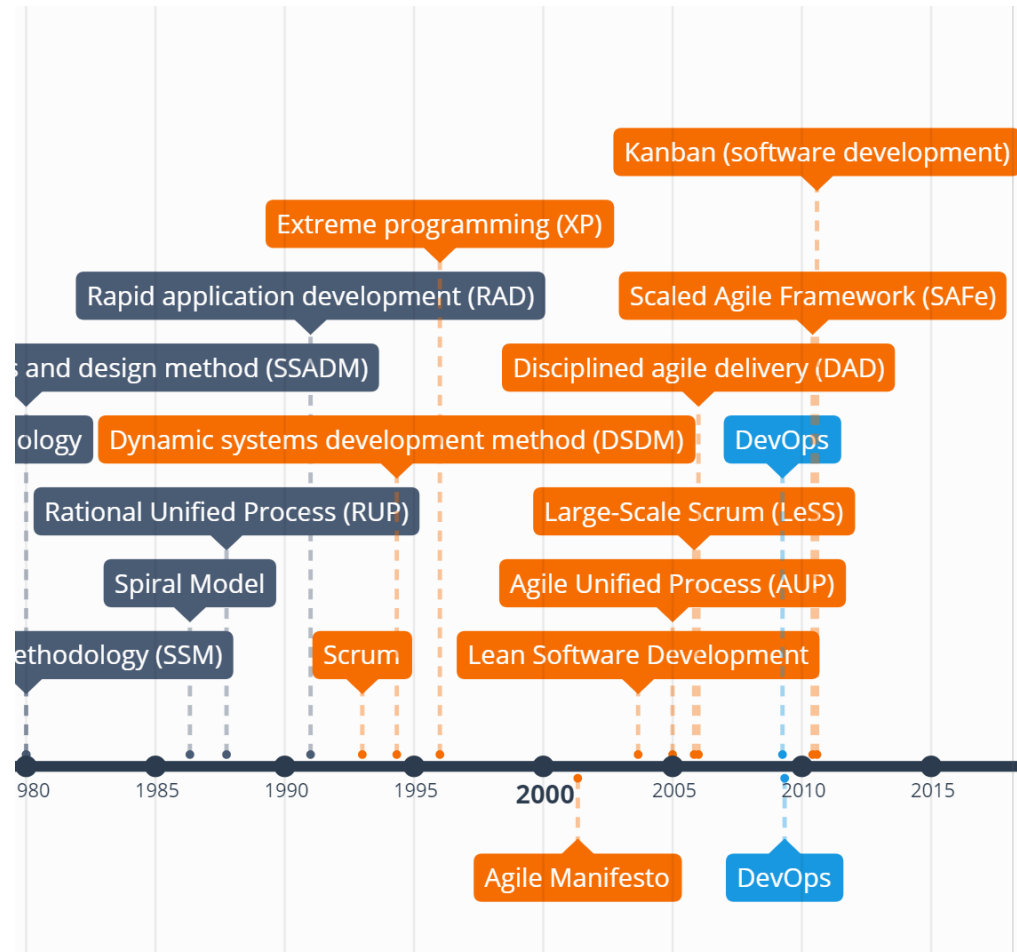 Kanban (software development)
Extreme programming (XP)
Rapid application development (RAD)
Scaled Agile Framework (SAFe)
and design method (SSADM)
Disciplined agile delivery (DAD)
ology
Dynamic systems development method (DSDM)
DevOps
Rational Unified Process (RUP)
Large-Scale Scrum (LeSS)
Spiral Model
Agile Unified Process (AUP)
ethodology (SSM)
Scrum
Lean Software Development
980
1985
1990
1995
2000
2005
2010
2015
Agile Manifesto
DevOps